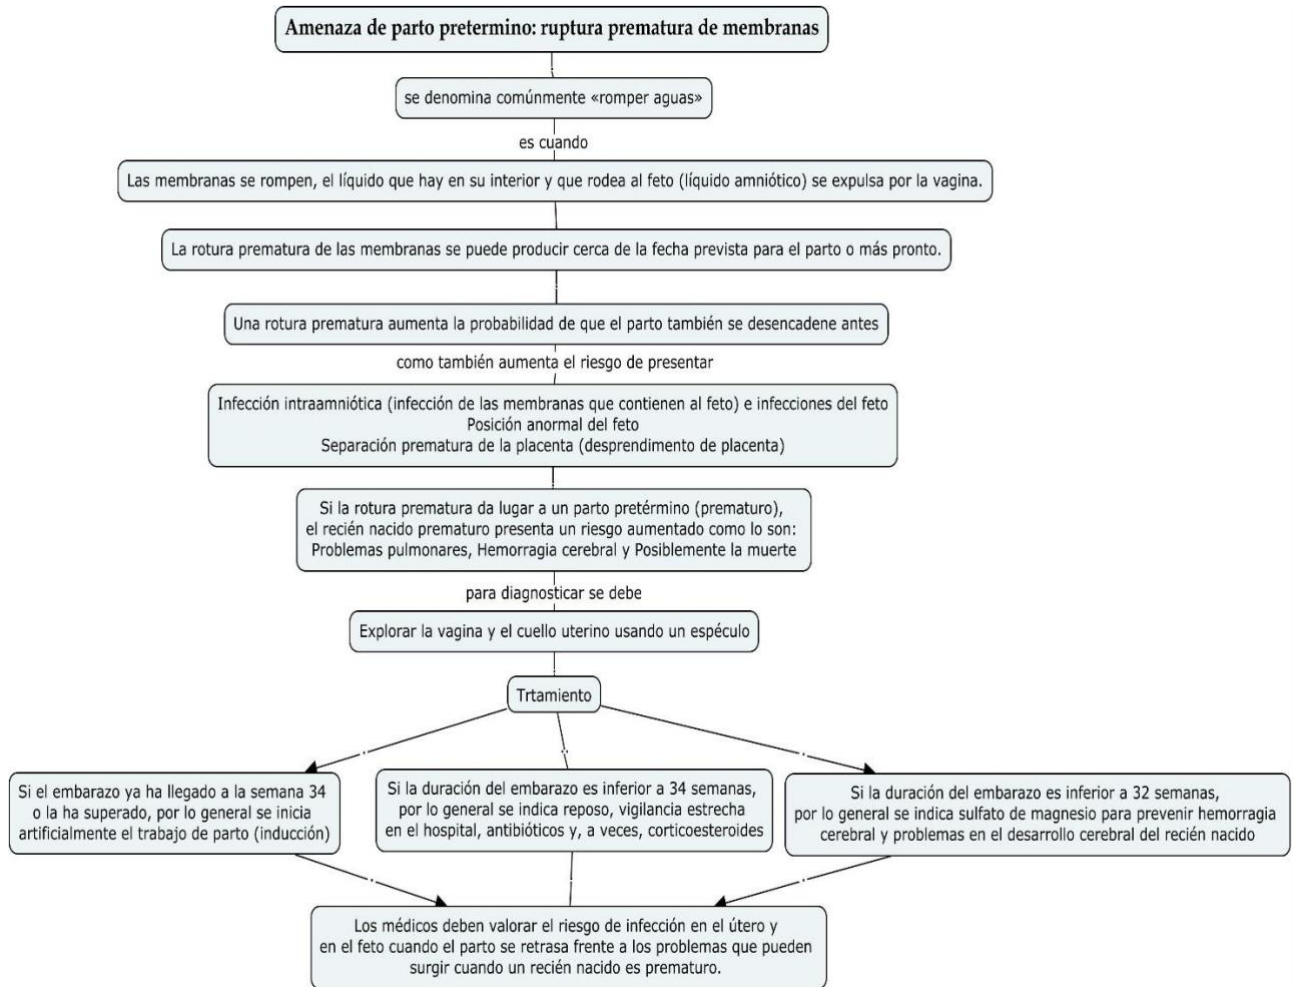 Amenaza de parto pretermino: ruptura prematura de membranas
se denomina comúnmente «romper aguas»
es cuando
Las membranas se rompen, el líquido que hay en su interior y que rodea al feto (líquido amniótico) se expulsa por la vagina.
La rotura prematura de las membranas se puede producir cerca de la fecha prevista para el parto o más pronto.
Una rotura prematura aumenta la probabilidad de que el parto también se desencadene antes
como también aumenta el riesgo de presentar
Infección intraamniótica (infección de las membranas que contienen al feto) e infecciones del feto
Posición anormal del feto
Separación prematura de la placenta (desprendimento de placenta)
Si la rotura prematura da lugar a un parto pretérmino (prematuro),
el recién nacido prematuro presenta un riesgo aumentado como lo son:
Problemas pulmonares, Hemorragia cerebral y Posiblemente la muerte
para diagnosticar se debe
Explorar la vagina y el cuello uterino usando un espéculo
Trtamiento
Si el embarazo ya ha llegado a la semana 34
o la ha superado, por lo general se inicia
artificialmente el trabajo de parto (inducción)
Si la duración del embarazo es inferior a 34 semanas,
por lo general se indica reposo, vigilancia estrecha
en el hospital, antibióticos y, a veces, corticoesteroides
Si la duración del embarazo es inferior a 32 semanas,
por lo general se indica sulfato de magnesio para prevenir hemorragia
cerebral y problemas en el desarrollo cerebral del recién nacido
Los médicos deben valorar el riesgo de infección en el útero y
en el feto cuando el parto se retrasa frente a los problemas que pueden
surgir cuando un recién nacido es prematuro.